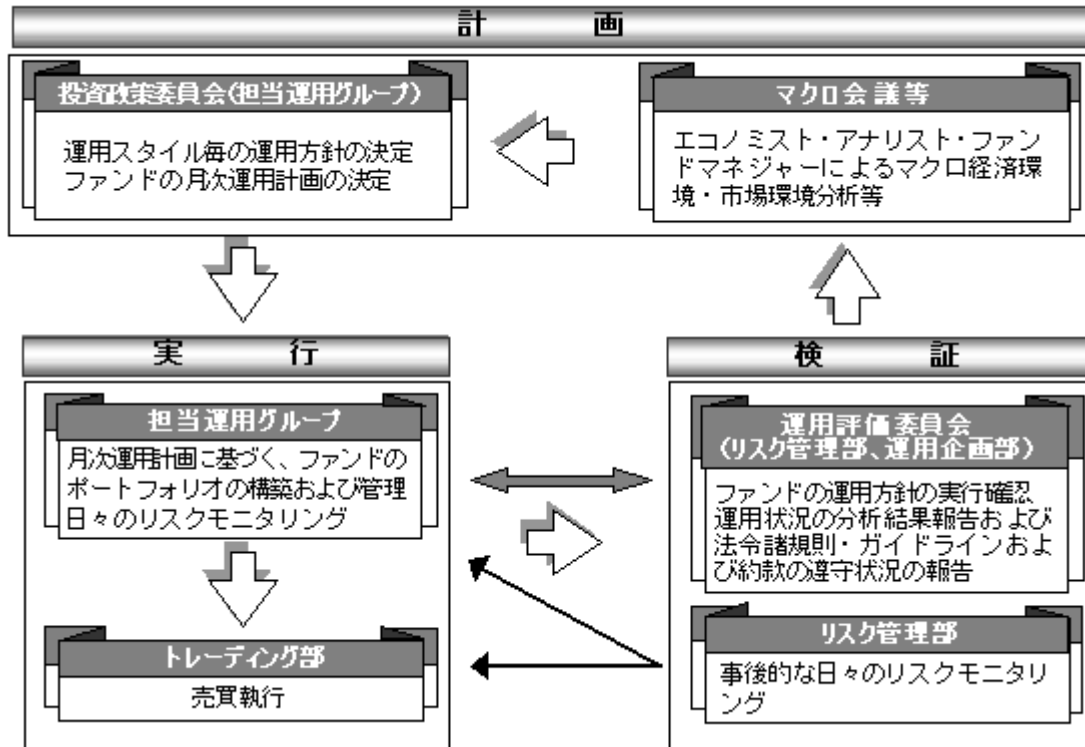 計 画
投資政策委員会(担当運用グループ)
運用スタイル毎の運用方針の決定
ファンドの月次運用計画の決定
マクロ会議等
エコノミスト・アナリスト・ファン
ドマネジャーによるマクロ経済環
境・市場環境分析等
実 行
担当運用グループ
月次運用計画に基づく、ファンドの
ポートフォリオの構築および管理
日々のリスクモニタリング
トレーディング部
売買執行
検 証
運用評価委員会
(リスク管理部、運用企画部)
ファンドの運用方針の実行確認
運用状況の分析結果報告および
法令諸規則・ガイドラインおよ
び約款の遵守状況の報告
リスク管理部
事後的な日々のリスクモニタリ
ング